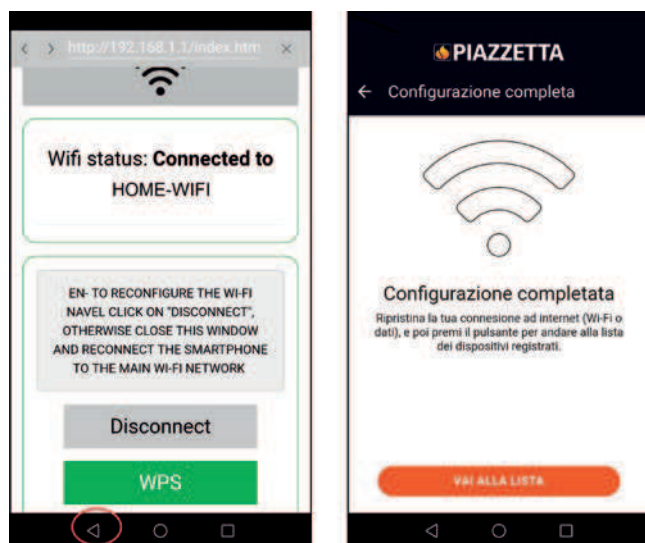 http://192.168.1.1/index.htm
Wifi status: Connected to
HOME-WIFI
EN- TO RECONFIGURE THE WI-FI
NAVEL CLICK ON "DISCONNECT",
OTHERWISE CLOSE THIS WINDOW
AND RECONNECT THE SMARTPHONE
TO THE MAIN WI-FI NETWORK
Disconnect
WPS
PIAZZETTA
Configurazione completa
Configurazione completata
Ripristina la tua connesione ad internet (Wi-Fi o
dati), e poi premi il pulsante per andare alla lista
dei dispositivi registrati.
VAI ALLA LISTA